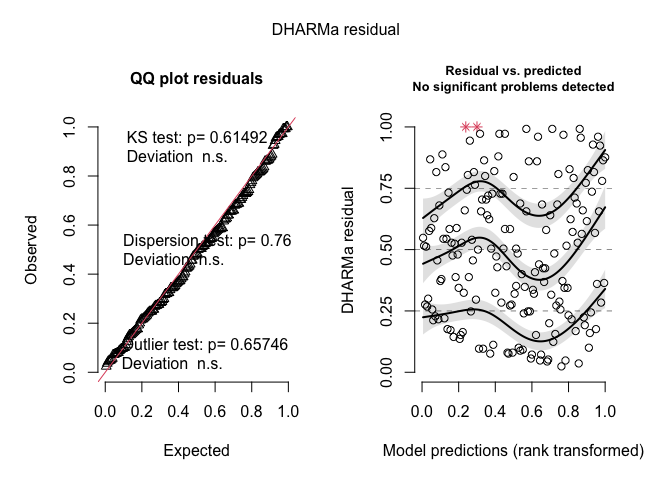 DHARMa residual
QQ plot residuals
KS test: p= 0.61492
Deviation n.s.
Dispersion test: p= 0.76
Deviation n.s.
Outlier test: p= 0.65746
Deviation n.s.
Observed
0.0 0.2 0.4 0.6 0.8 1.0
0.0 0.2 0.4 0.6 0.8 1.0
Expected
Residual vs. predicted
No significant problems detected
DHARMa residual
0.00 0.25 0.50 0.75 1.00
0.0 0.2 0.4 0.6 0.8 1.0
Model predictions (rank transformed)